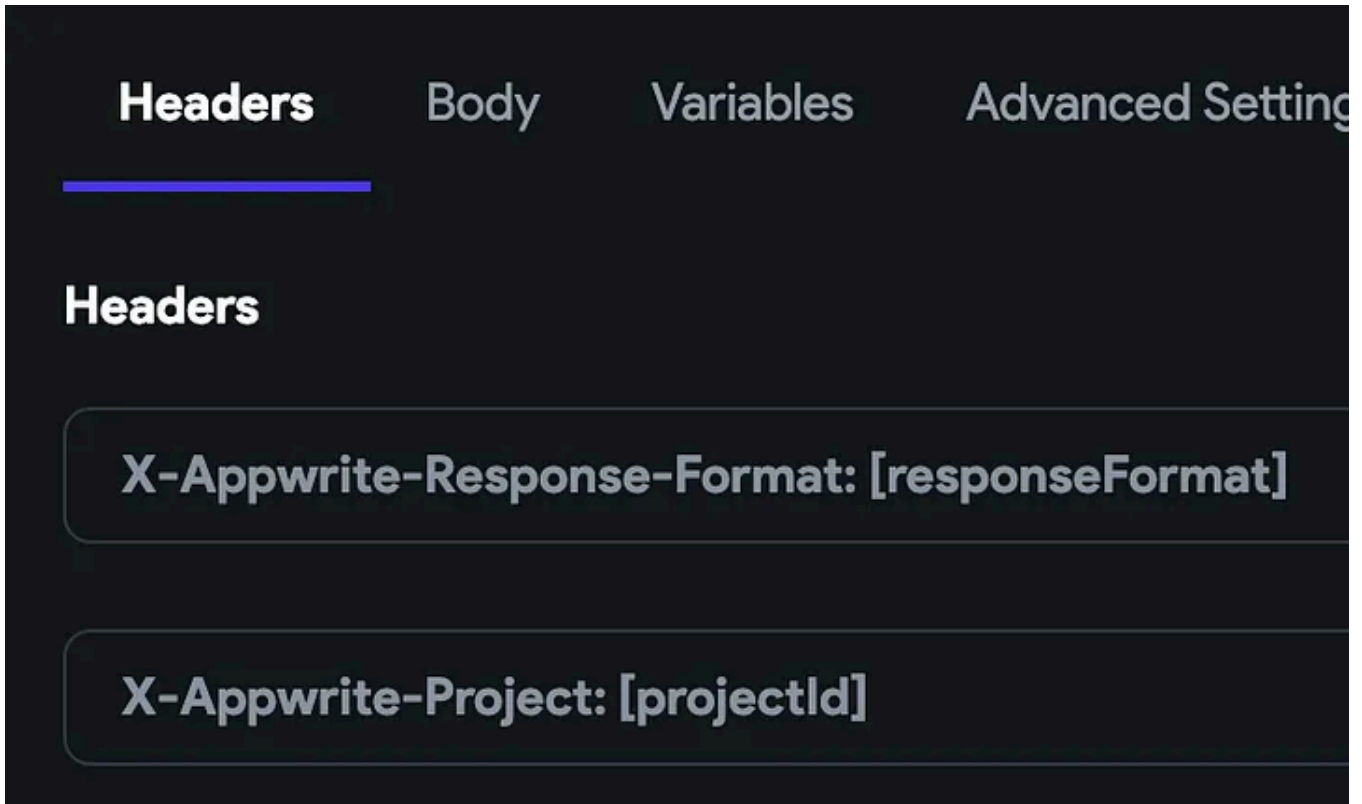 Headers Body Variables Advanced Setting
Headers
X-Appwrite-Response-Format: [responseFormat]
X-Appwrite-Project: [projectId]